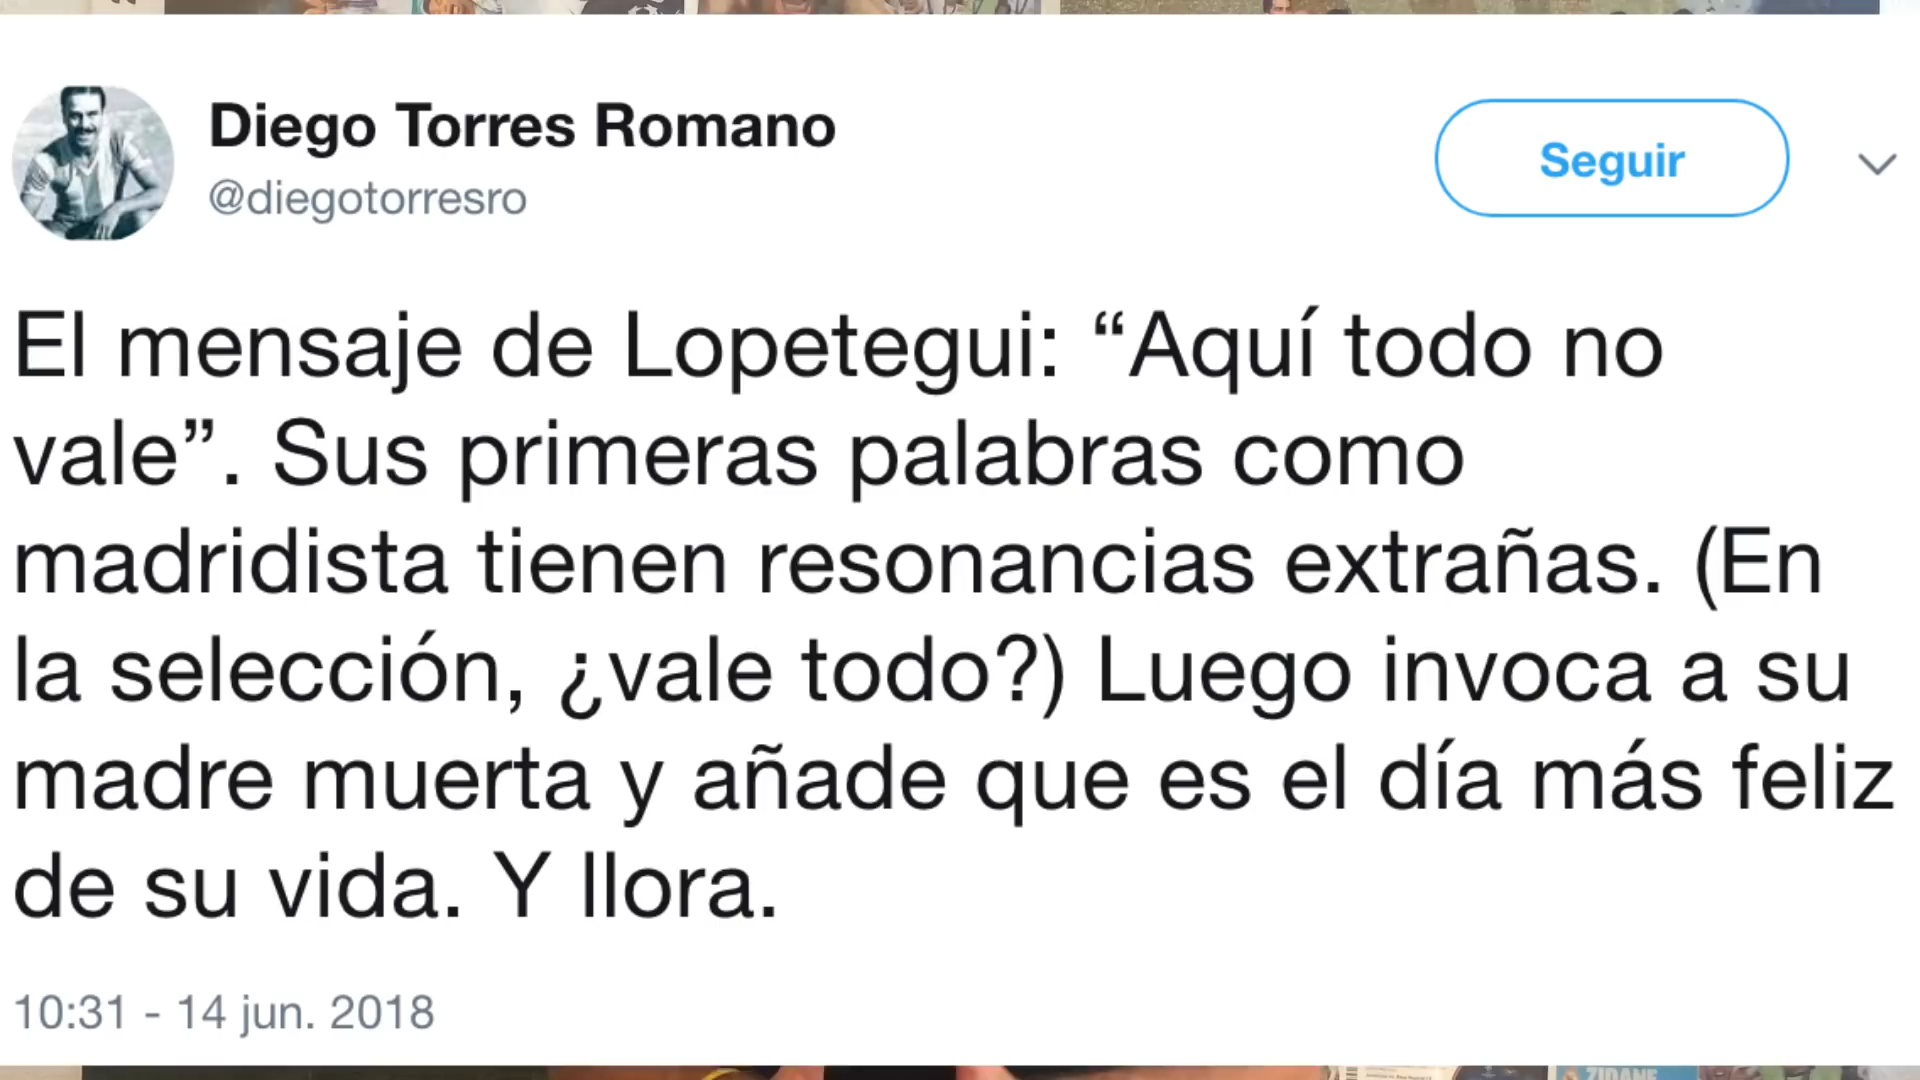 Diego Torres Romano
@diegotorresro
Seguir
El mensaje de Lopetegui: “Aquí todo no
vale”. Sus primeras palabras como
madridista tienen resonancias extrañas. (En
la selección, ¿vale todo?) Luego invoca a su
madre muerta y añade que es el día más feliz
de su vida. Y llora.
10:31 - 14 jun. 2018
ZIDANE